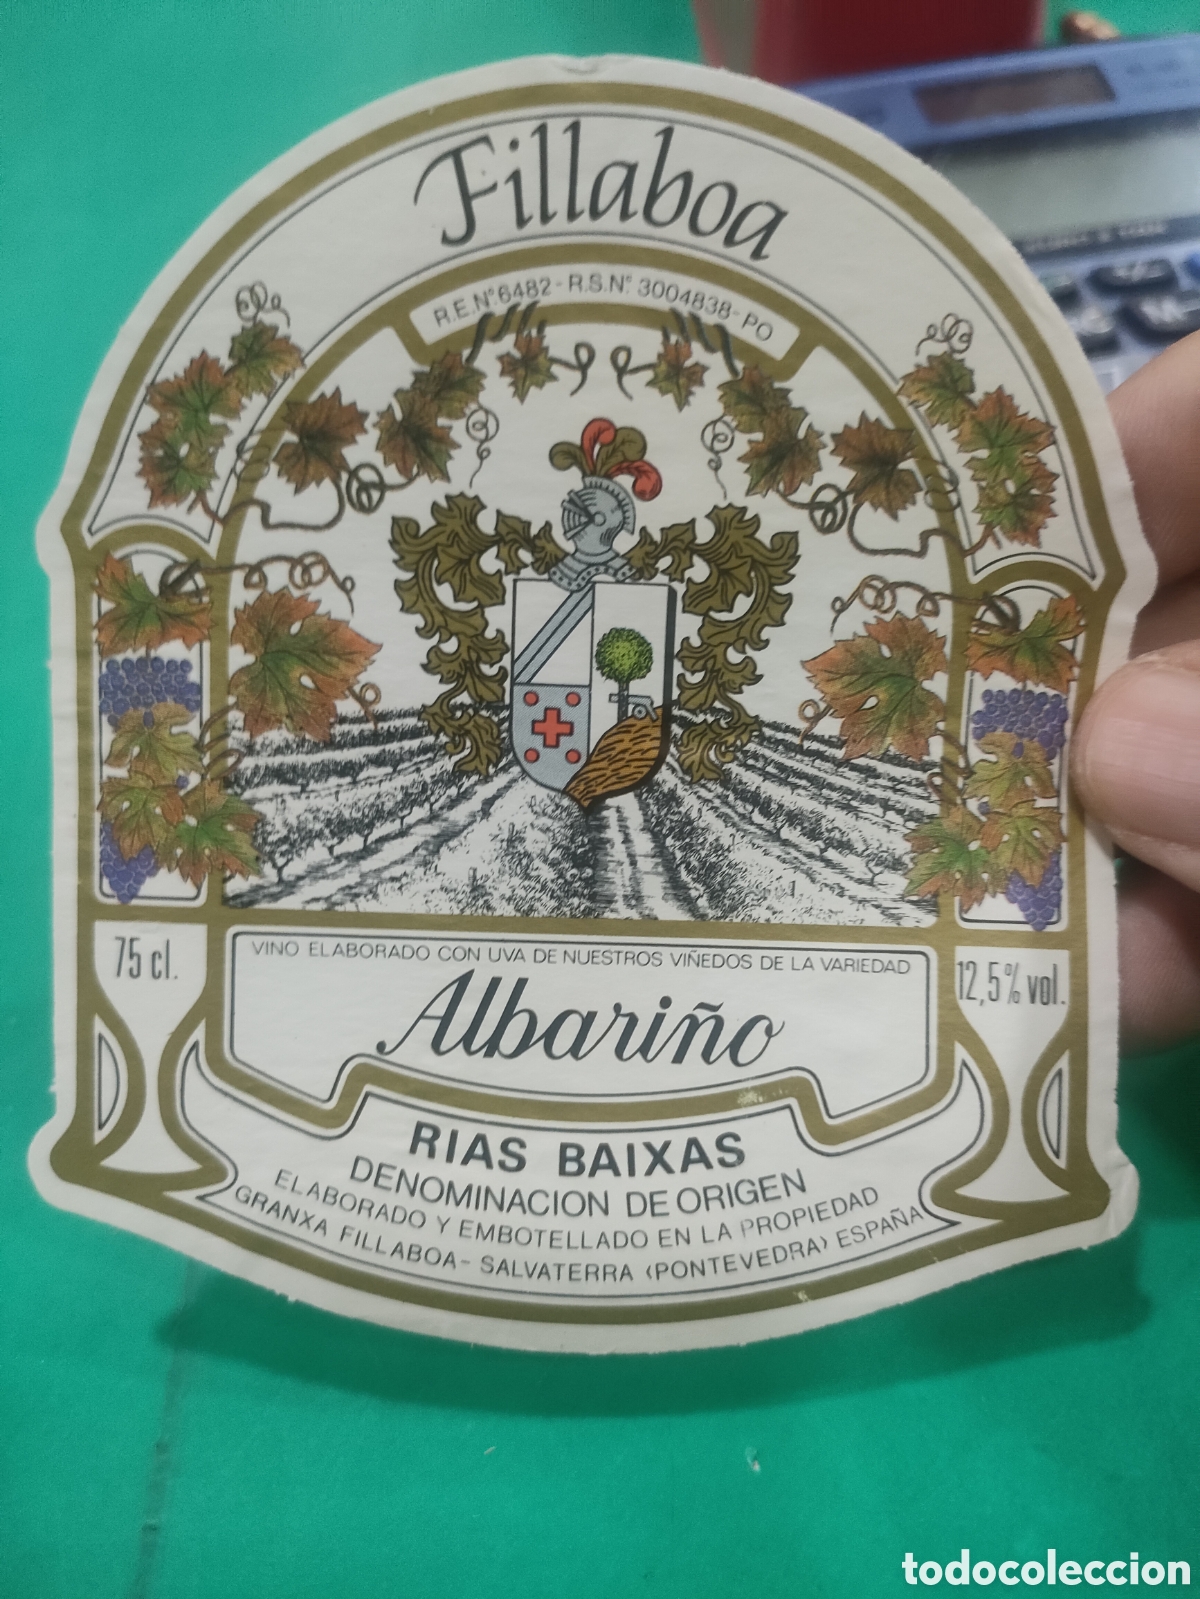 Fillaboa
R.E.Nº.6482 - R.S.Nº. 3004838 - PO
VINO ELABORADO CON UVA DE NUESTROS VIÑEDOS DE LA VARIEDAD
75 cl.
12,5% vol.
Albariño
RIAS BAIXAS
DENOMINACION DE ORIGEN
ELABORADO Y EMBOTELLADO EN LA PROPIEDAD
GRANXA FILLABOA - SALVATERRA (PONTEVEDRA) ESPAÑA
todocoleccion